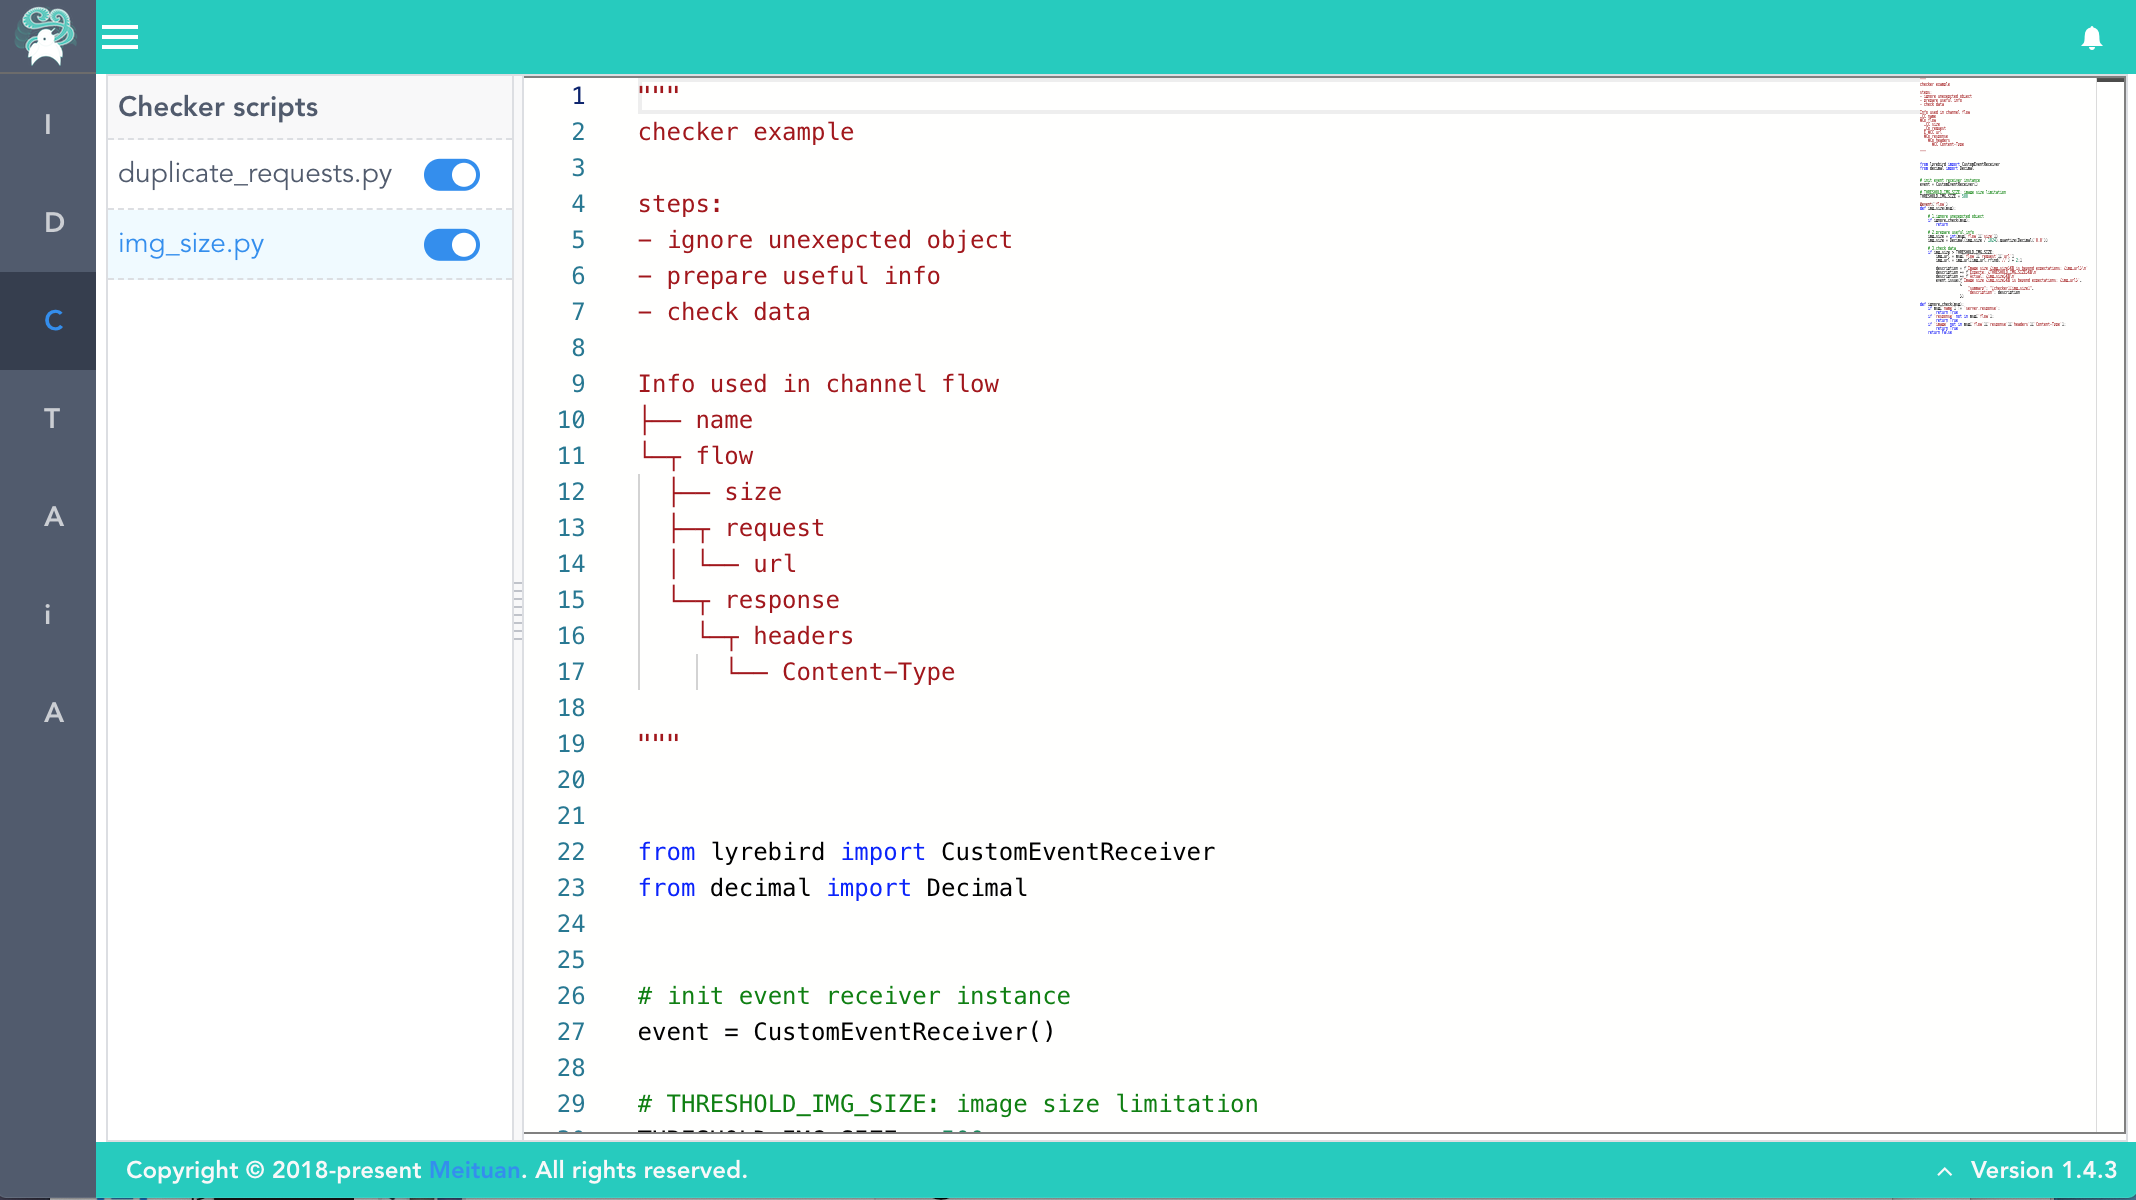 Checker scripts
duplicate_requests.py
img_size.py
I
D
C
T
A
i
A
1 """
2 checker example
3
4 steps:
5 - ignore unexepcted object
6 - prepare useful info
7 - check data
8
9 Info used in channel flow
10 ├── name
11 └─┬ flow
12 ├── size
13 ├─┬ request
14 │ └── url
15 └─┬ response
16 └─┬ headers
17 └── Content-Type
18
19 """
20
21
22 from lyrebird import CustomEventReceiver
23 from decimal import Decimal
24
25
26 # init event receiver instance
27 event = CustomEventReceiver()
28
29 # THRESHOLD_IMG_SIZE: image size limitation
Copyright © 2018-present Meituan. All rights reserved.
Version 1.4.3